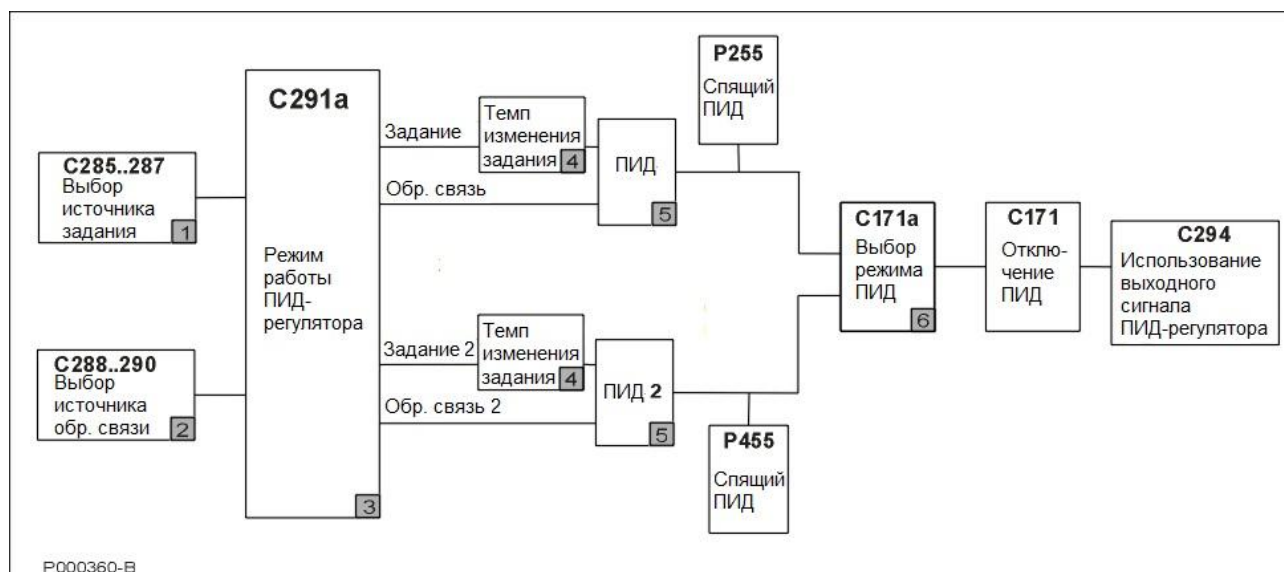 C285..287
Выбор
источника
задания
1
C288..290
Выбор
источника
обр. связи
2
C291a
Режим
работы
ПИД-
регулятора
3
Задание
Обр. связь
Темп
изменения
задания
4
ПИД
5
P255
Спящий
ПИД
Задание 2
Обр. связь 2
Темп
изменения
задания
4
ПИД 2
5
P455
Спящий
ПИД
C171a
Выбор
режима
ПИД
6
C171
Отклю-
чение
ПИД
C294
Использование
выходного
сигнала
ПИД-регулятора
P000360-B